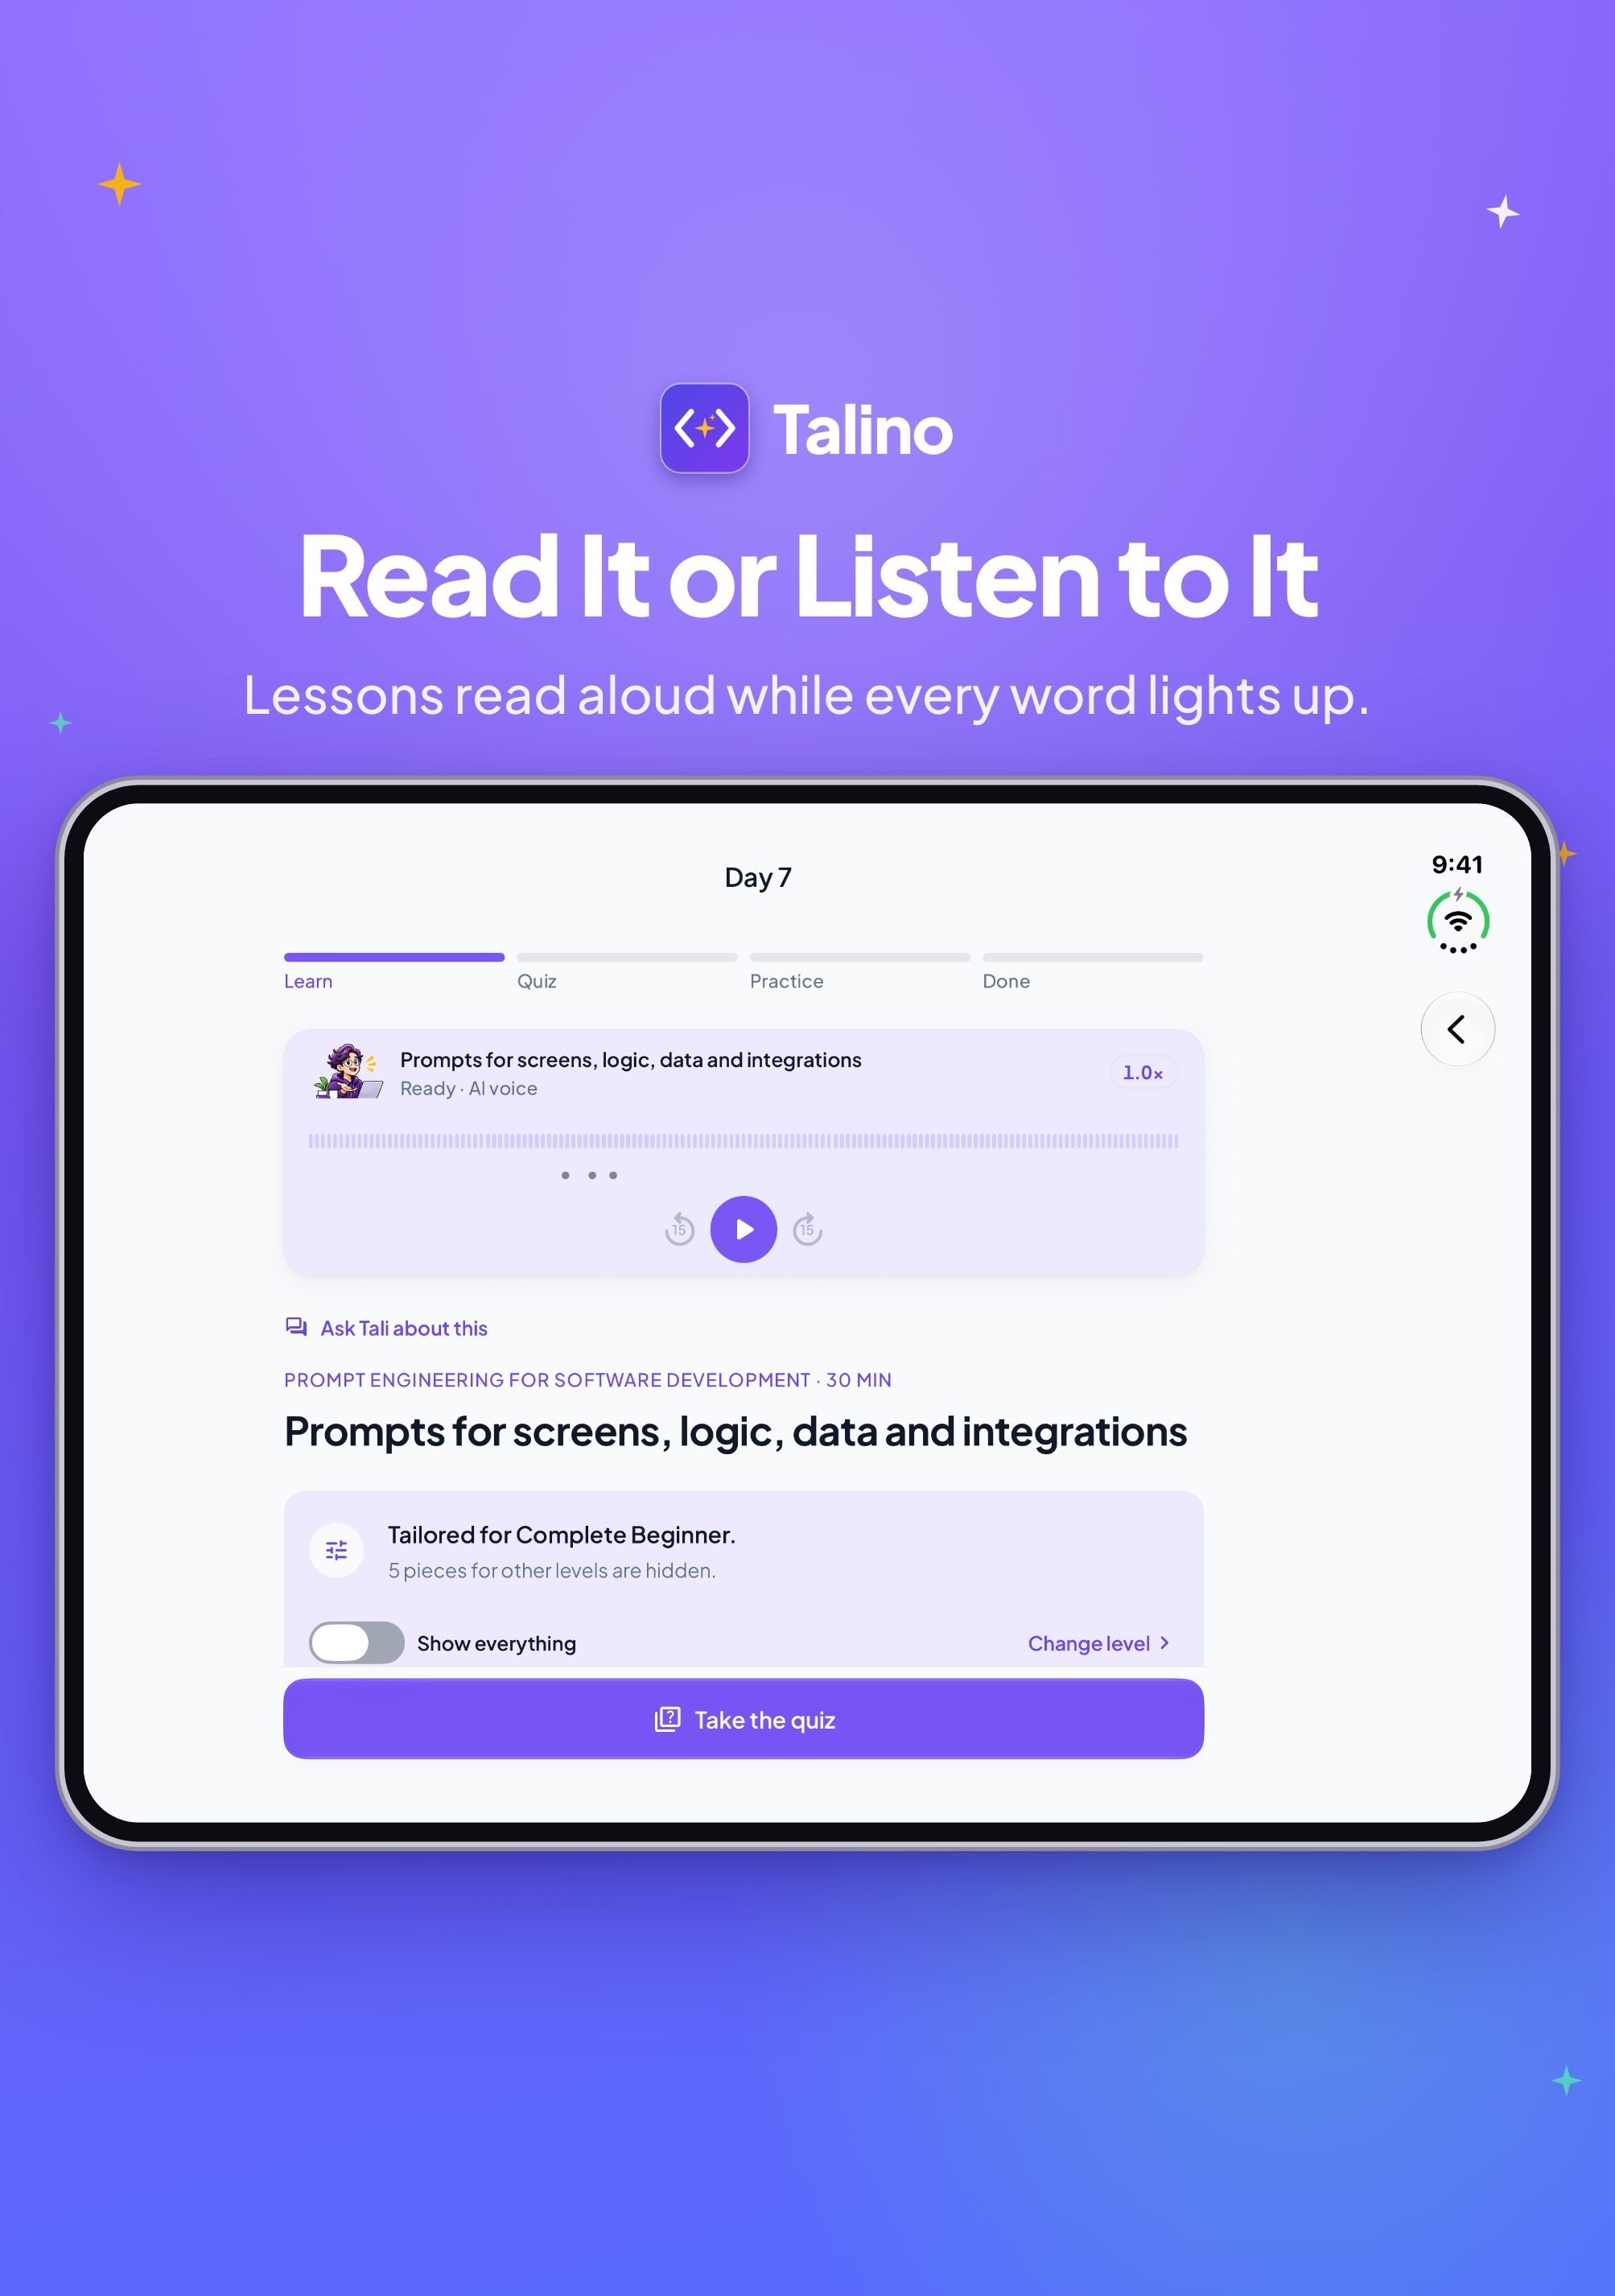 Talino
Read It or Listen to It
Lessons read aloud while every word lights up.
9:41
Day 7
Learn
Quiz
Practice
Done
Prompts for screens, logic, data and integrations
Ready · AI voice
1.0×
15
15
Ask Tali about this
PROMPT ENGINEERING FOR SOFTWARE DEVELOPMENT · 30 MIN
Prompts for screens, logic, data and integrations
Tailored for Complete Beginner.
5 pieces for other levels are hidden.
Show everything
Change level
Take the quiz